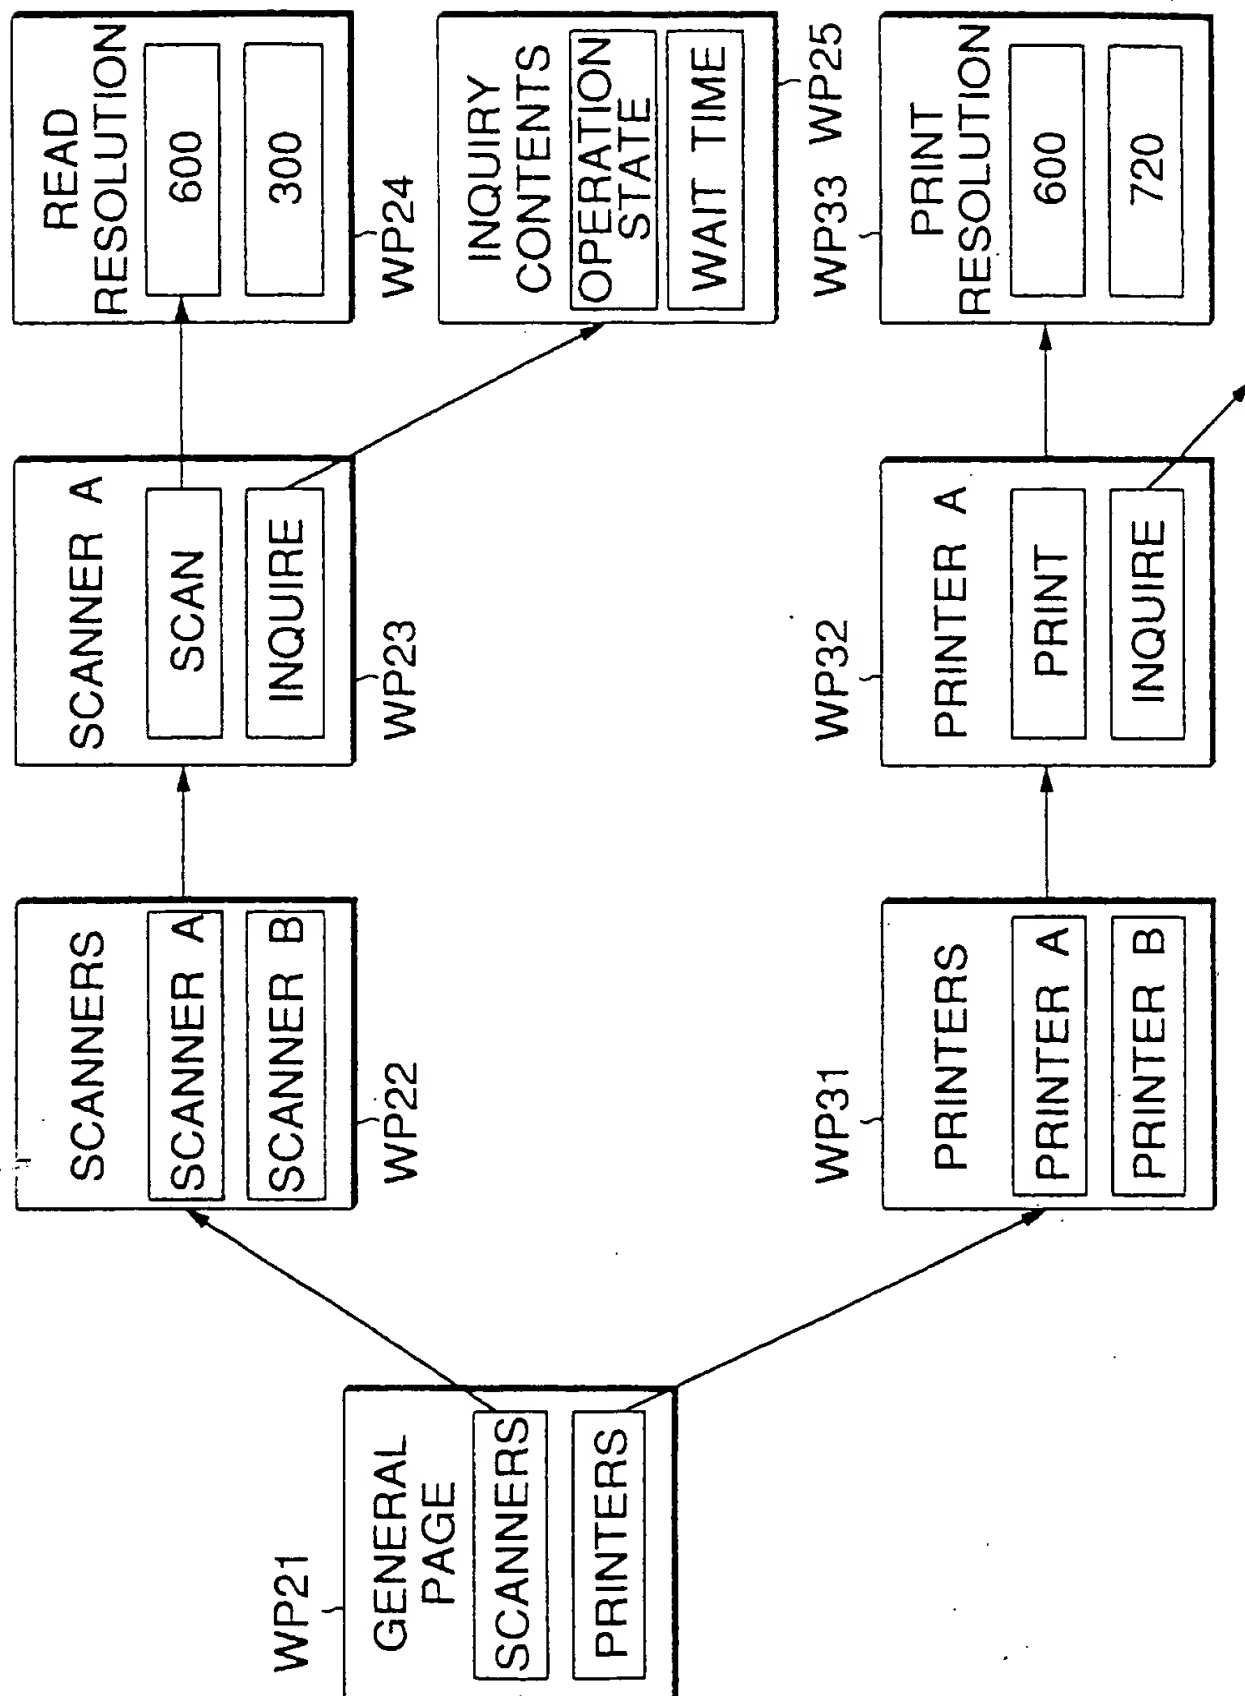 WP21
GENERAL
PAGE
SCANNERS
PRINTERS
SCANNERS
SCANNER A
SCANNER B
WP22
SCANNER A
SCAN
INQUIRE
WP23
READ
RESOLUTION
600
300
WP24
INQUIRY
CONTENTS
OPERATION
STATE
WAIT TIME
WP25
WP31
PRINTERS
PRINTER A
PRINTER B
WP32
PRINTER A
PRINT
INQUIRE
WP33
PRINT
RESOLUTION
600
720